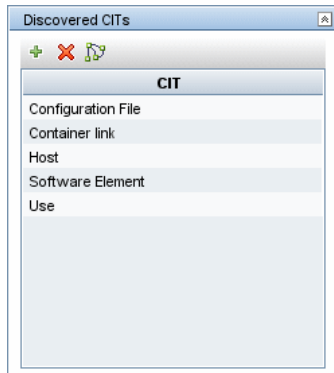 Discovered CITs
CIT
Configuration File
Container link
Host
Software Element
Use